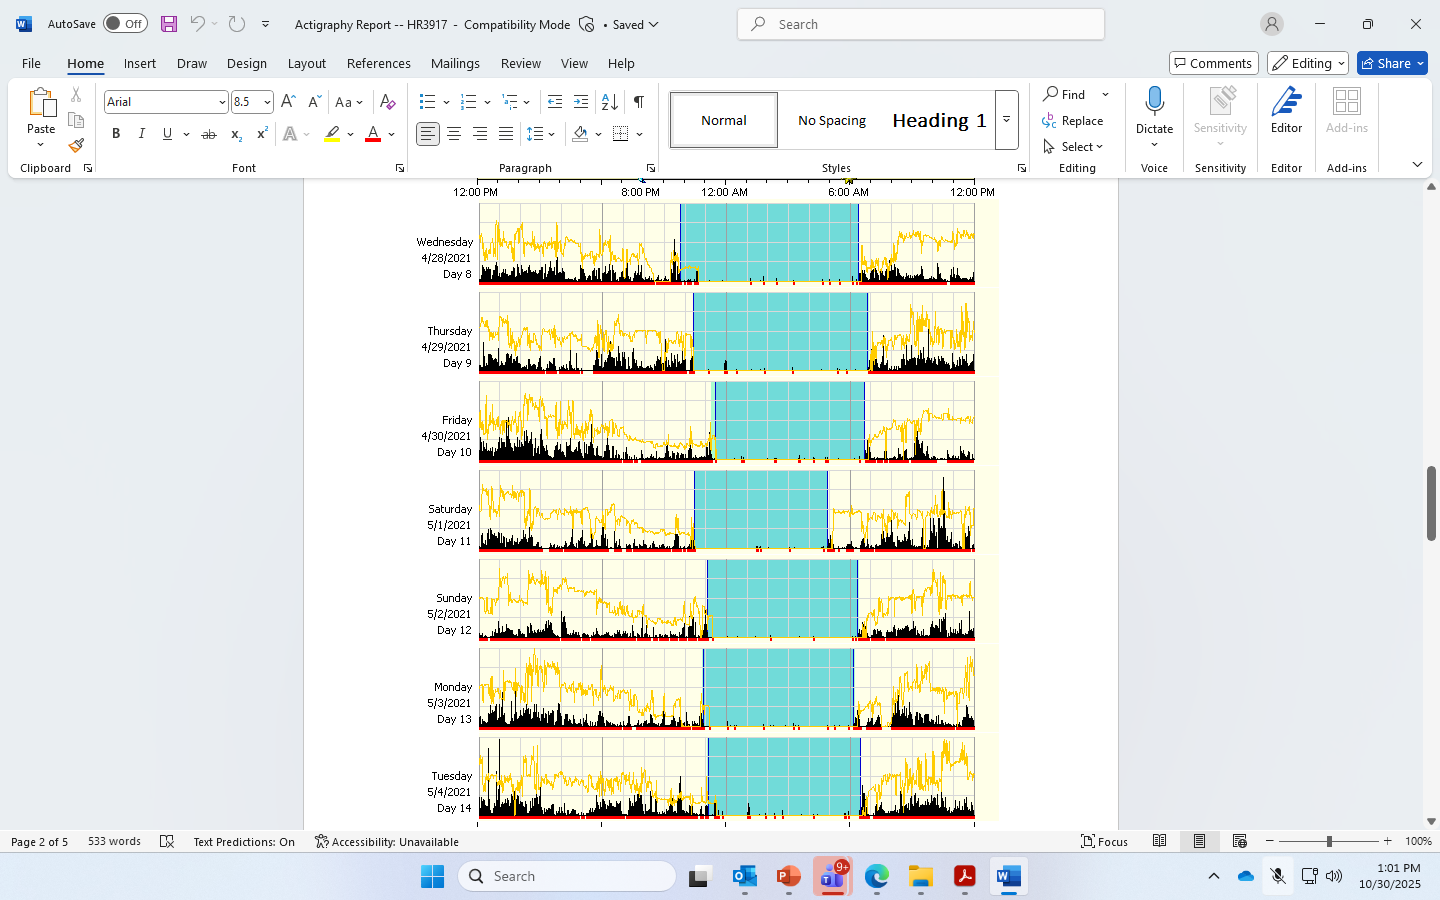 AutoSave Off
Actigraphy Report -- HR3917 - Compatibility Mode • Saved
Search
File Home Insert Draw Design Layout References Mailings Review View Help
Comments Editing Share
Paste
Clipboard
Arial 8.5
Font
Paragraph
Normal No Spacing Heading 1
Styles
Find
Replace
Select
Editing
Dictate
Voice
Sensitivity
Sensitivity
Editor
Editor
Add-ins
Add-ins
12:00 PM 8:00 PM 12:00 AM 6:00 AM 12:00 PM
Wednesday
4/28/2021
Day 8
Thursday
4/29/2021
Day 9
Friday
4/30/2021
Day 10
Saturday
5/1/2021
Day 11
Sunday
5/2/2021
Day 12
Monday
5/3/2021
Day 13
Tuesday
5/4/2021
Day 14
Page 2 of 5 533 words Text Predictions: On Accessibility: Unavailable Focus 100%
Search 9+
1:01 PM
10/30/2025